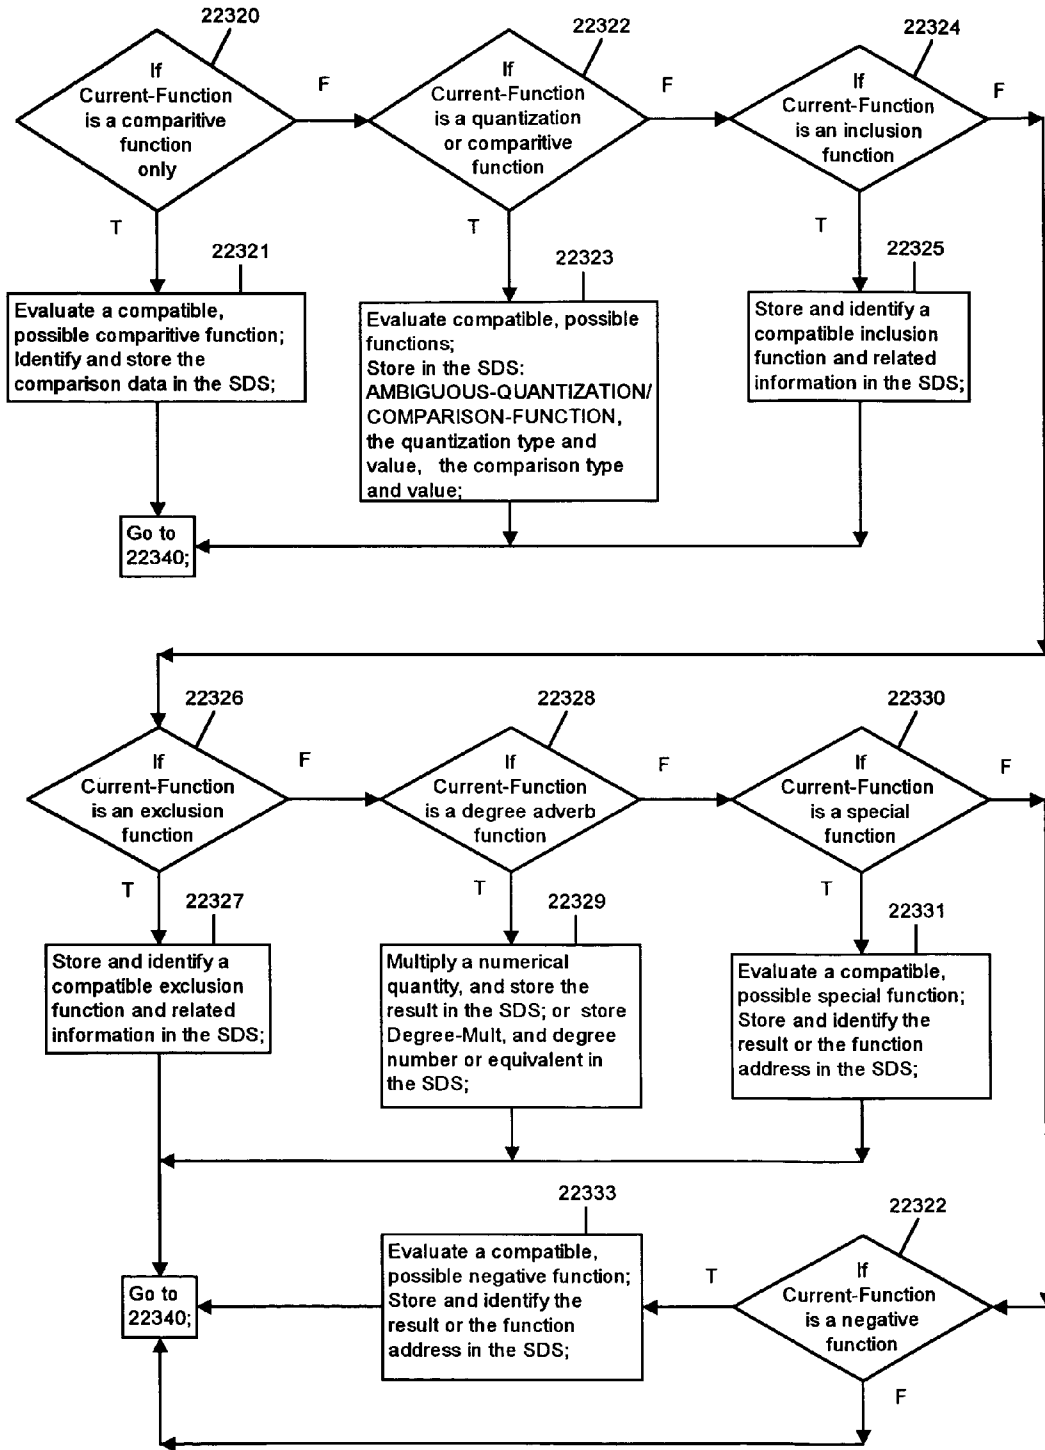 22320
If
Current-Function
is a comparitive
function
only
F
T
22322
If
Current-Function
is a quantization
or comparitive
function
F
T
22324
If
Current-Function
is an inclusion
function
F
T
22321
Evaluate a compatible,
possible comparitive function;
Identify and store the
comparison data in the SDS;
22323
Evaluate compatible, possible
functions;
Store in the SDS:
AMBIGUOUS-QUANTIZATION/
COMPARISON-FUNCTION,
the quantization type and
value, the comparison type
and value;
22325
Store and identify a
compatible inclusion
function and related
information in the SDS;
Go to
22340;
22326
If
Current-Function
is an exclusion
function
F
T
22328
If
Current-Function
is a degree adverb
function
F
T
22330
If
Current-Function
is a special
function
F
T
22327
Store and identify a
compatible exclusion
function and related
information in the SDS;
22329
Multiply a numerical
quantity, and store the
result in the SDS; or store
Degree-Mult, and degree
number or equivalent in
the SDS;
22331
Evaluate a compatible,
possible special function;
Store and identify the
result or the function
address in the SDS;
22333
Evaluate a compatible,
possible negative function;
Store and identify the
result or the function
address in the SDS;
22322
If
Current-Function
is a negative
function
T
F
Go to
22340;